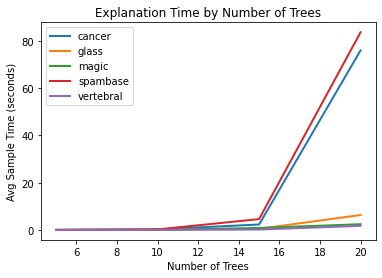 Explanation Time by Number of Trees
cancer
glass
magic
spambase
vertebral
Avg Sample Time (seconds)
80
60
40
20
0
6 8 10 12 14 16 18 20
Number of Trees